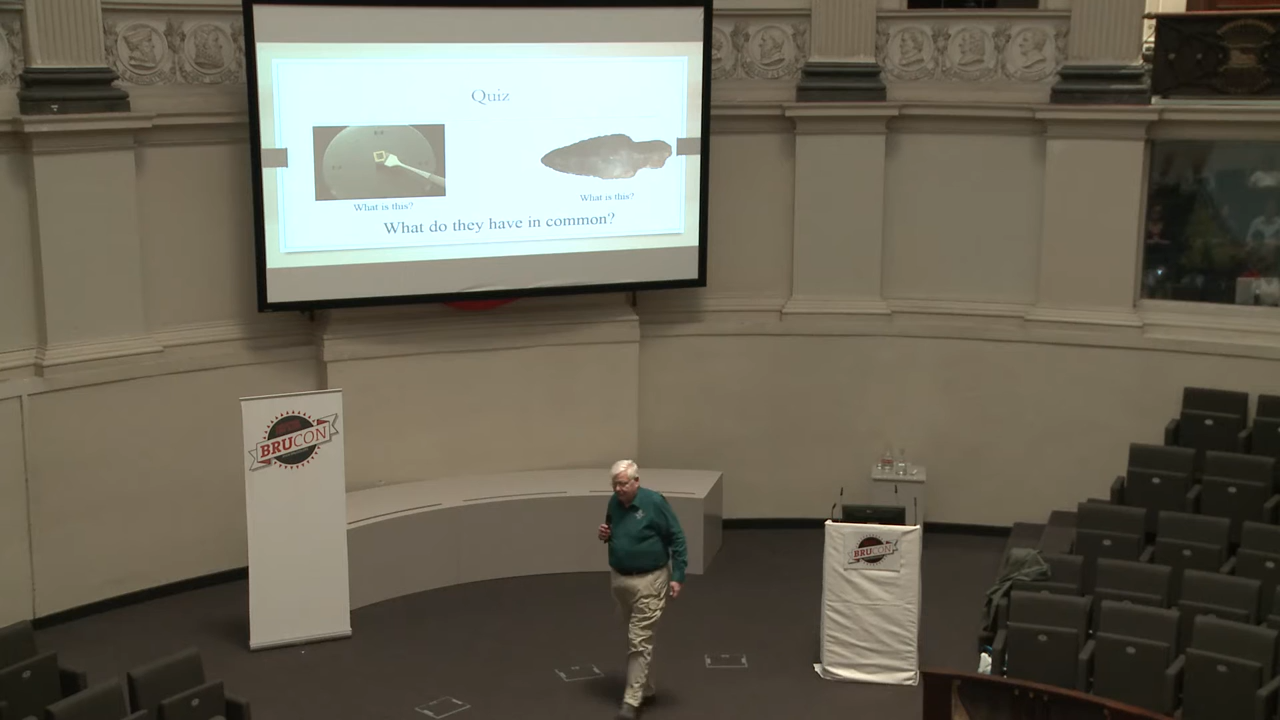 Quiz
What is this?
What is this?
What do they have in common?
BRUCON
BRUCON